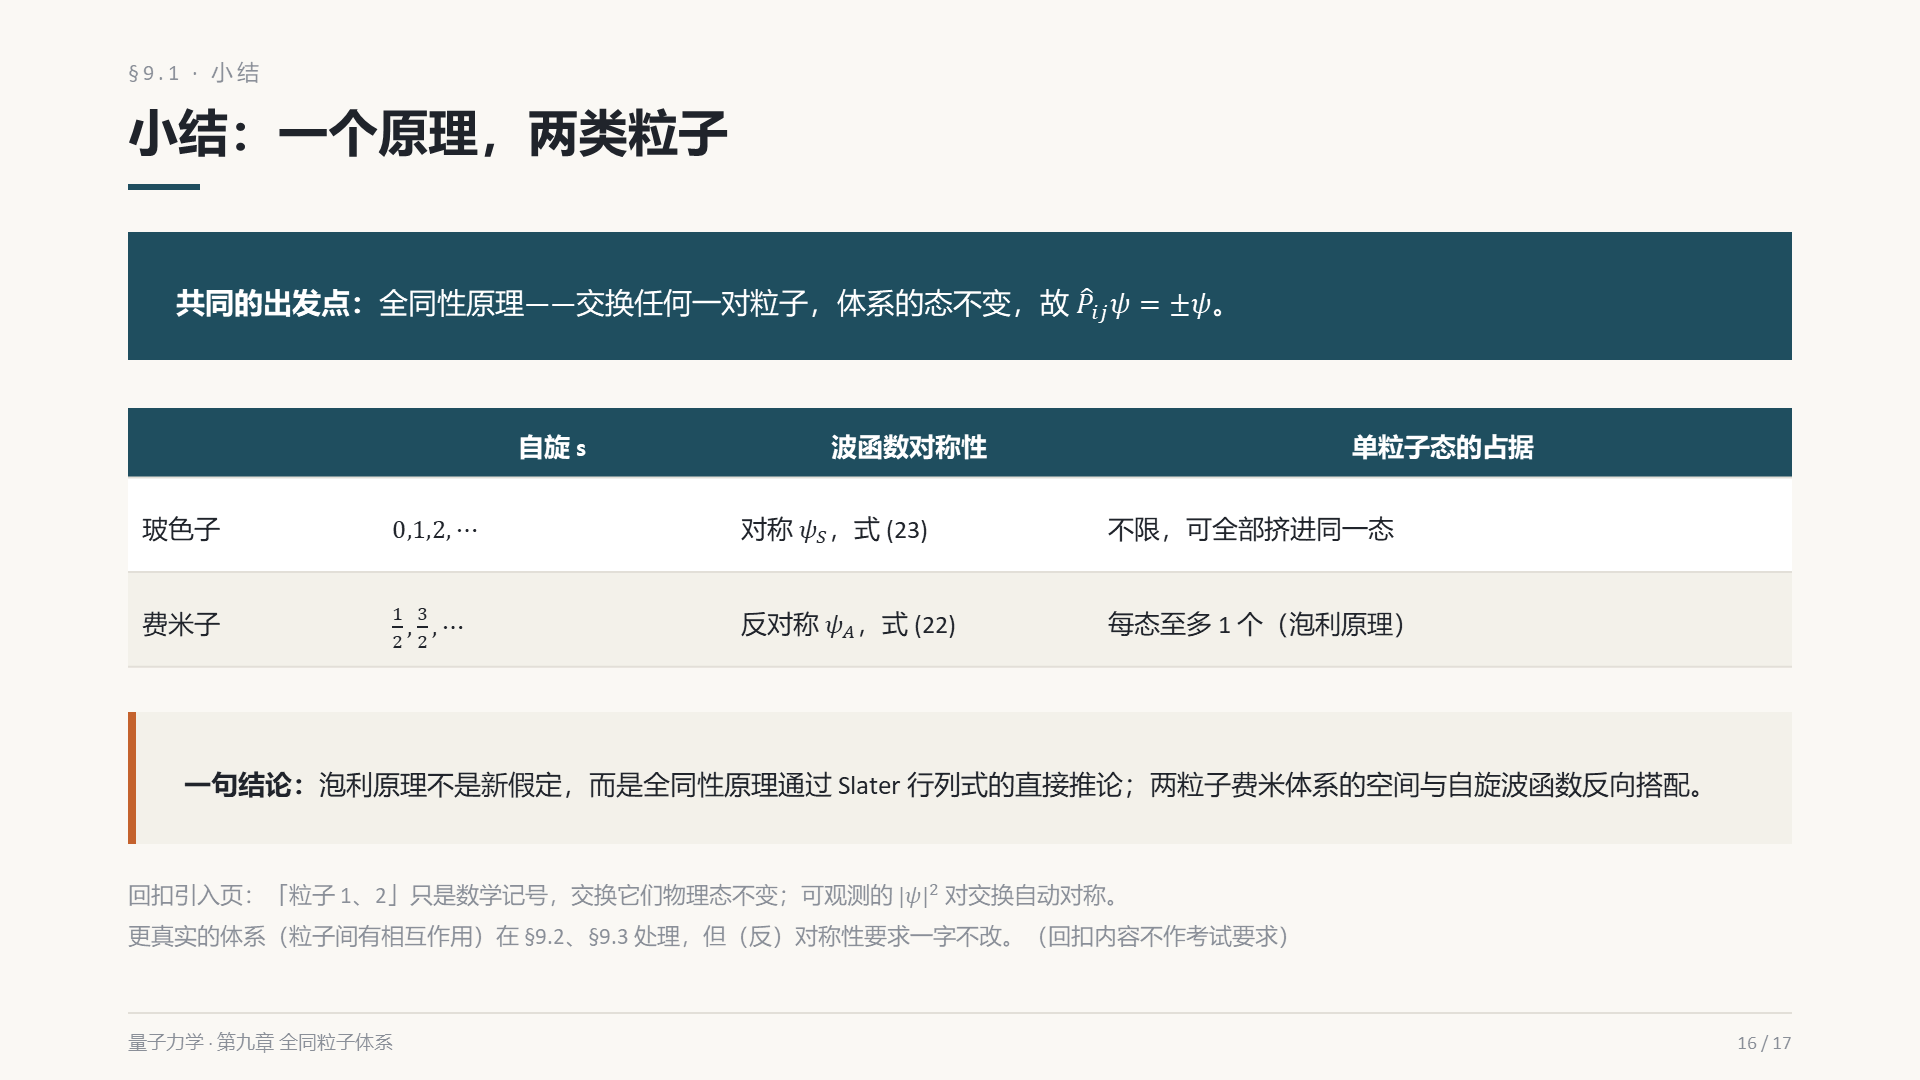 §9.1 · 小结
小结：一个原理，两类粒子
共同的出发点：全同性原理——交换任何一对粒子，体系的态不变，故 P̂ᵢⱼψ = ±ψ。
自旋 s 波函数对称性 单粒子态的占据
玻色子 0,1,2,⋯ 对称 ψ_S，式 (23) 不限，可全部挤进同一态
费米子 1/2, 3/2, ⋯ 反对称 ψ_A，式 (22) 每态至多 1 个（泡利原理）
一句结论：泡利原理不是新假定，而是全同性原理通过 Slater 行列式的直接推论；两粒子费米体系的空间与自旋波函数反向搭配。
回扣引入页：「粒子 1、2」只是数学记号，交换它们物理态不变；可观测的 |ψ|² 对交换自动对称。
更真实的体系（粒子间有相互作用）在 §9.2、§9.3 处理，但（反）对称性要求一字不改。（回扣内容不作考试要求）
量子力学 · 第九章 全同粒子体系
16 / 17